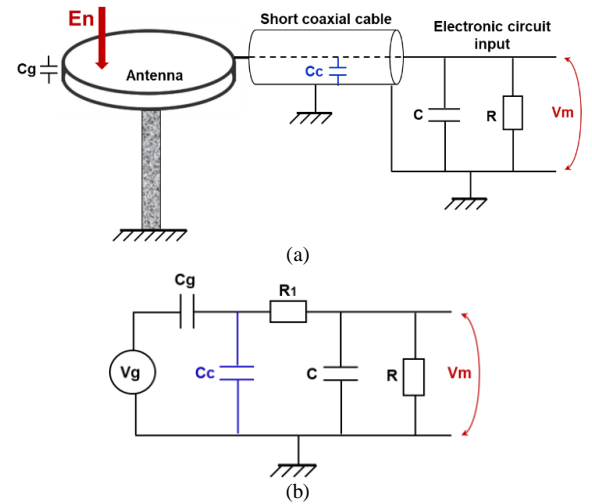 En
Short coaxial cable
Electronic circuit
input
Cg
Antenna
Cc
C
R
Vm
(a)
Cg
R1
Vg
Cc
C
R
Vm
(b)